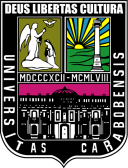 DEUS LIBERTAS CULTURA
MDCCCXCII - MCMLVIII
UNIVERSITAS CARABOBENSIS